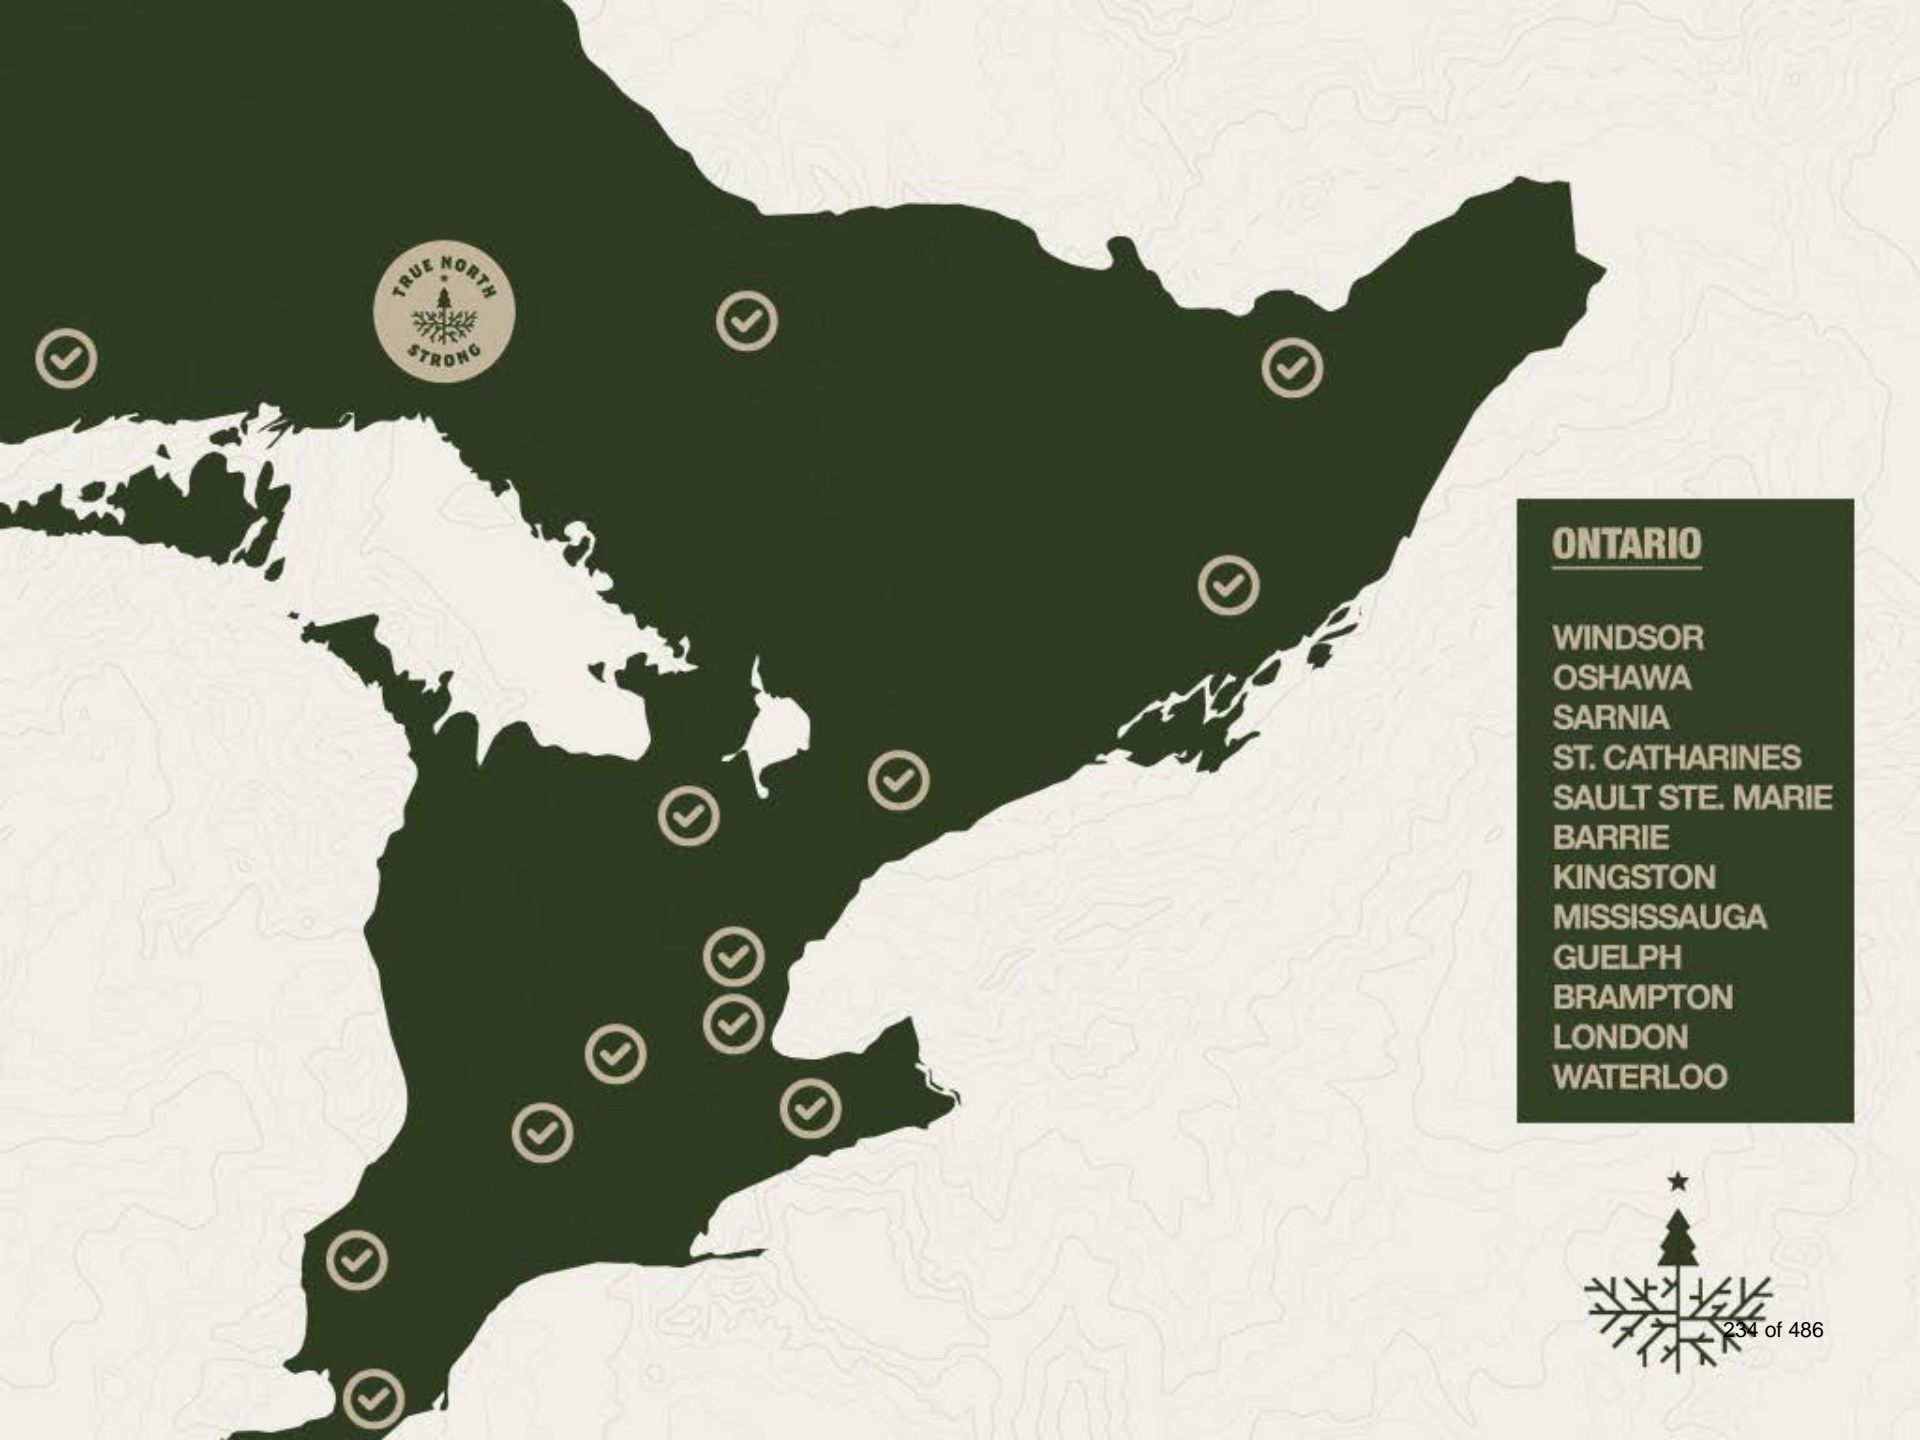 TRUE NORTH
STRONG
ONTARIO
WINDSOR
OSHAWA
SARNIA
ST. CATHARINES
SAULT STE. MARIE
BARRIE
KINGSTON
MISSISSAUGA
GUELPH
BRAMPTON
LONDON
WATERLOO
234 of 486